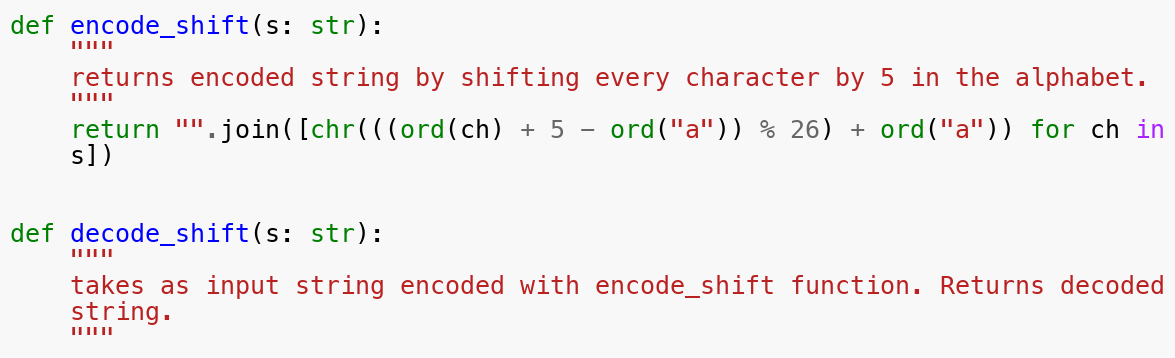 def encode_shift(s: str):
    """
    returns encoded string by shifting every character by 5 in the alphabet.
    """
    return "".join([chr(((ord(ch) + 5 − ord("a")) % 26) + ord("a")) for ch in
    s])
def decode_shift(s: str):
    """
    takes as input string encoded with encode_shift function. Returns decoded
    string.
    """